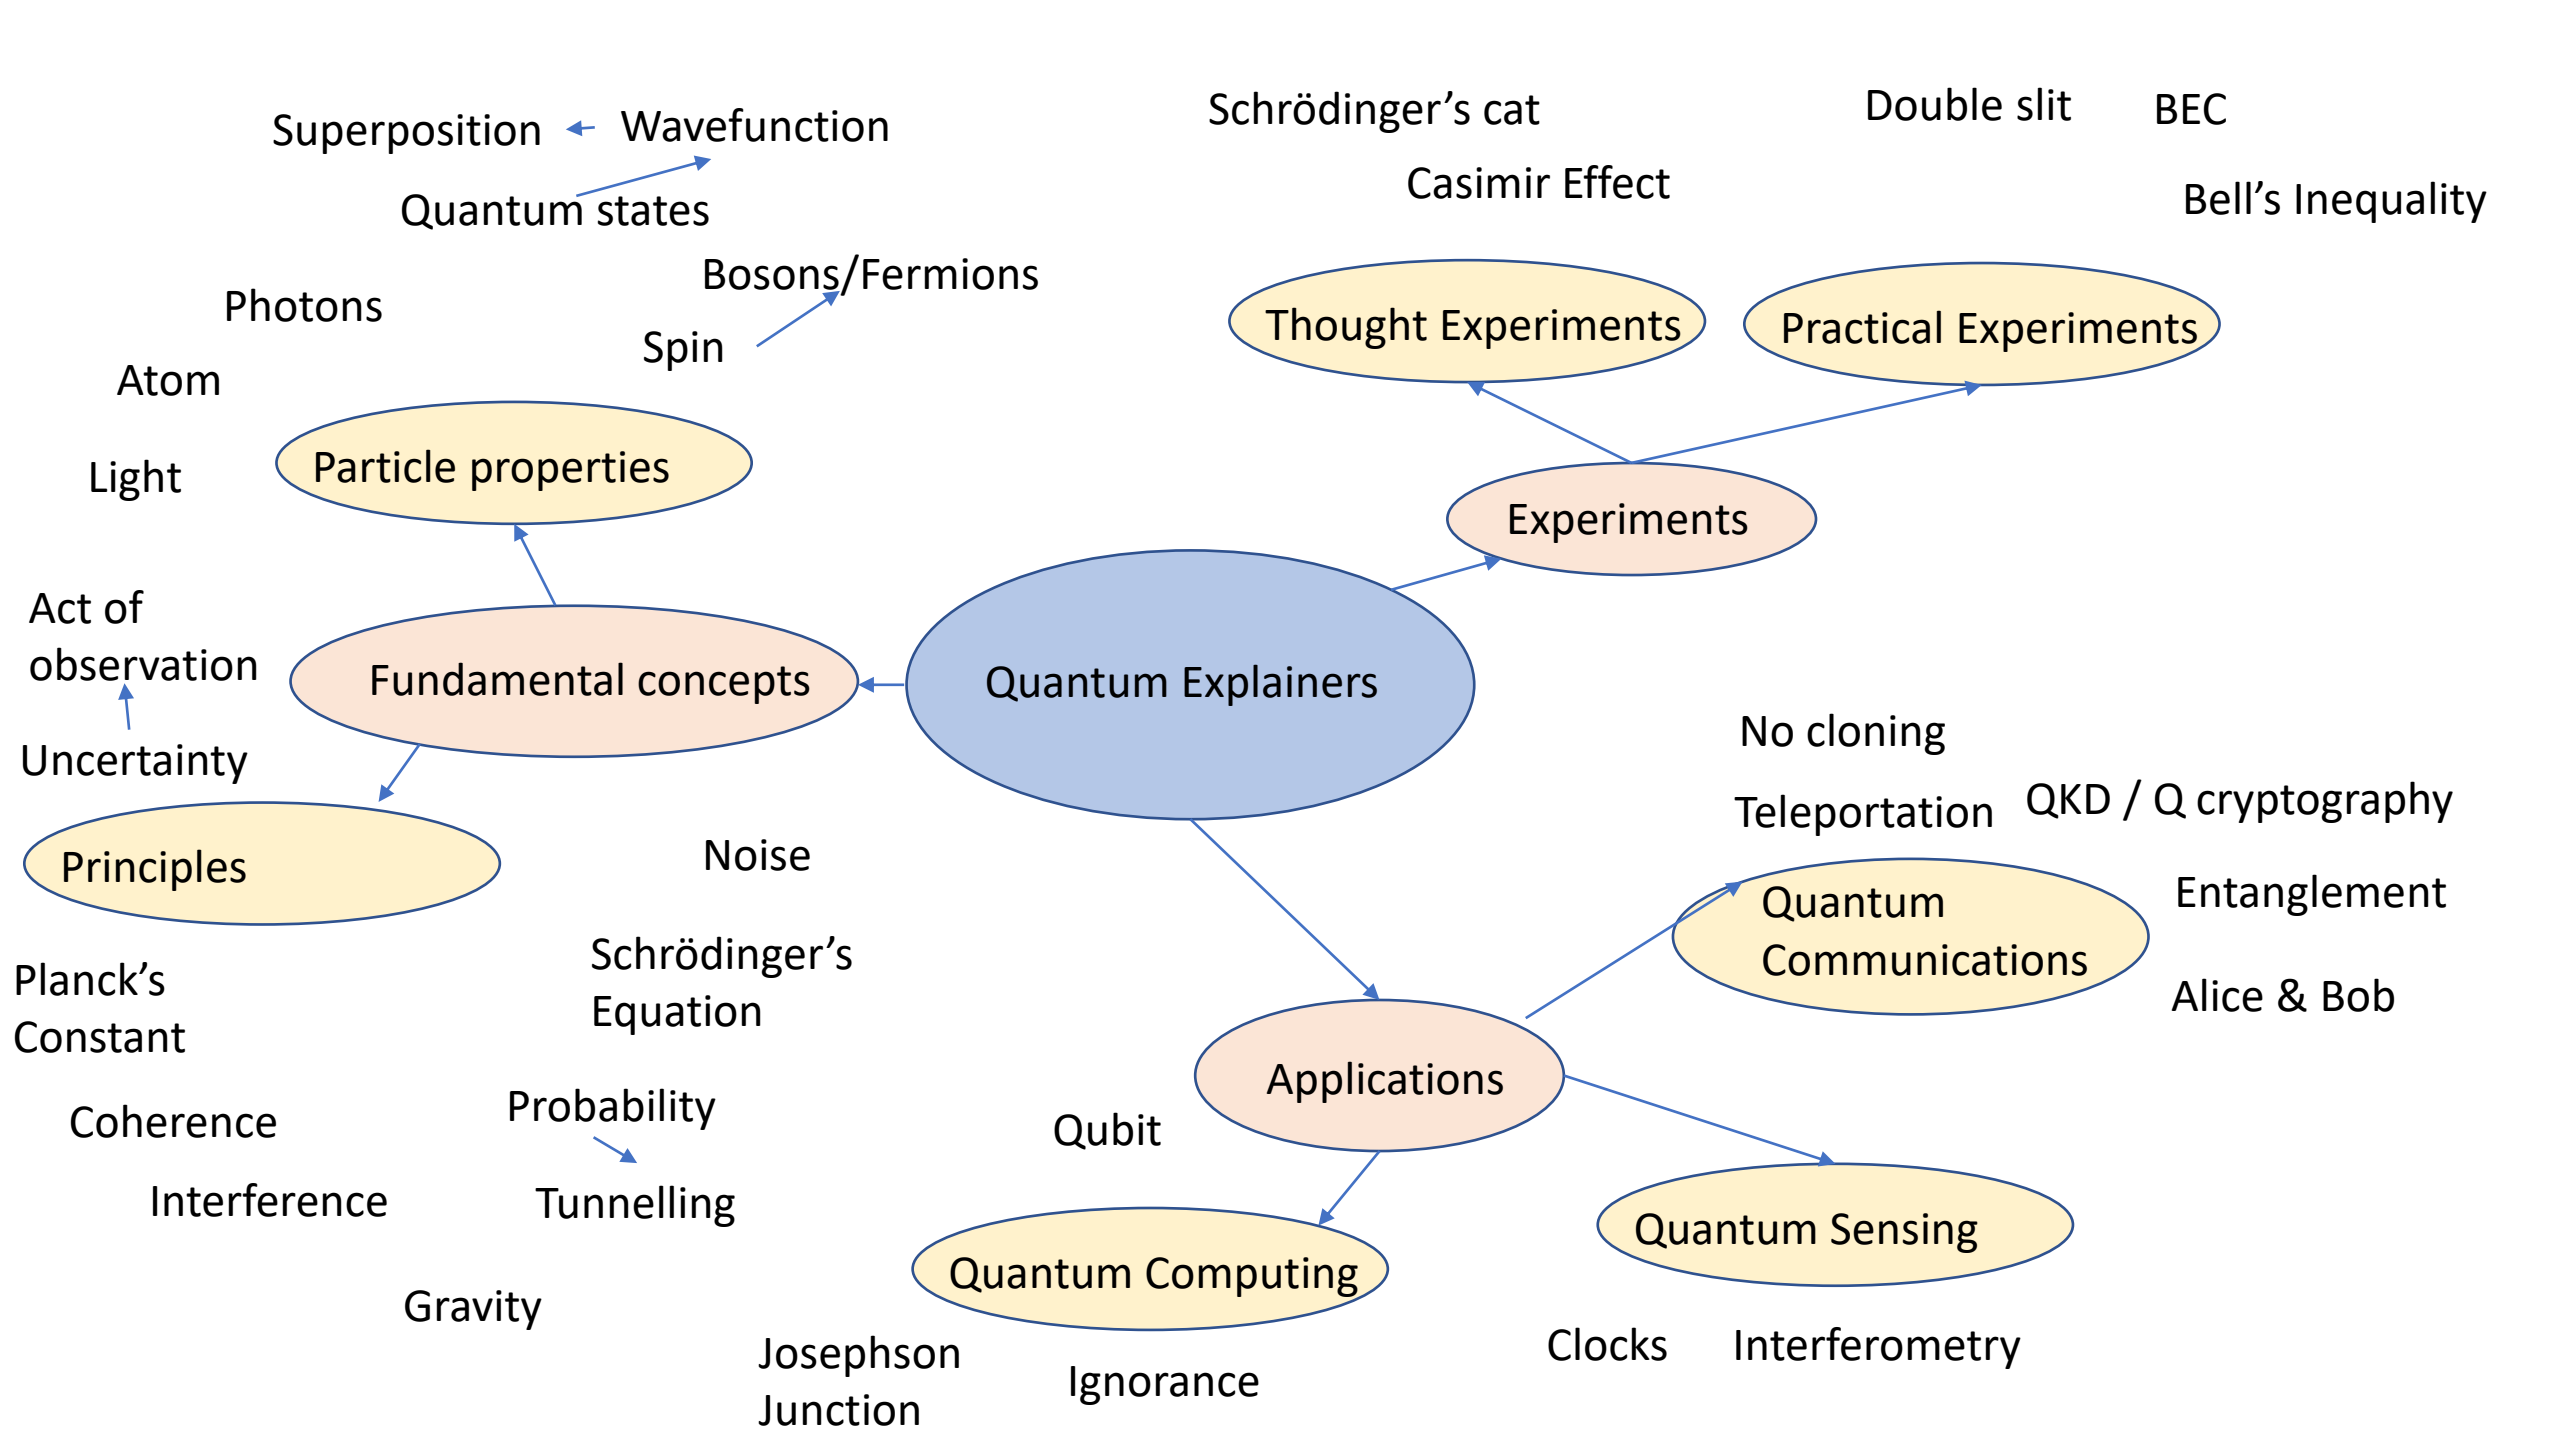 Schrödinger’s cat
Double slit
BEC
Superposition
Wavefunction
Casimir Effect
Bell’s Inequality
Quantum states
Bosons/Fermions
Photons
Thought Experiments
Practical Experiments
Spin
Atom
Particle properties
Light
Experiments
Act of
observation
Fundamental concepts
Quantum Explainers
No cloning
Uncertainty
Teleportation
QKD / Q cryptography
Principles
Noise
Quantum
Communications
Entanglement
Schrödinger’s
Equation
Planck’s
Constant
Alice & Bob
Applications
Coherence
Probability
Qubit
Interference
Tunnelling
Quantum Sensing
Quantum Computing
Gravity
Josephson
Junction
Ignorance
Clocks
Interferometry